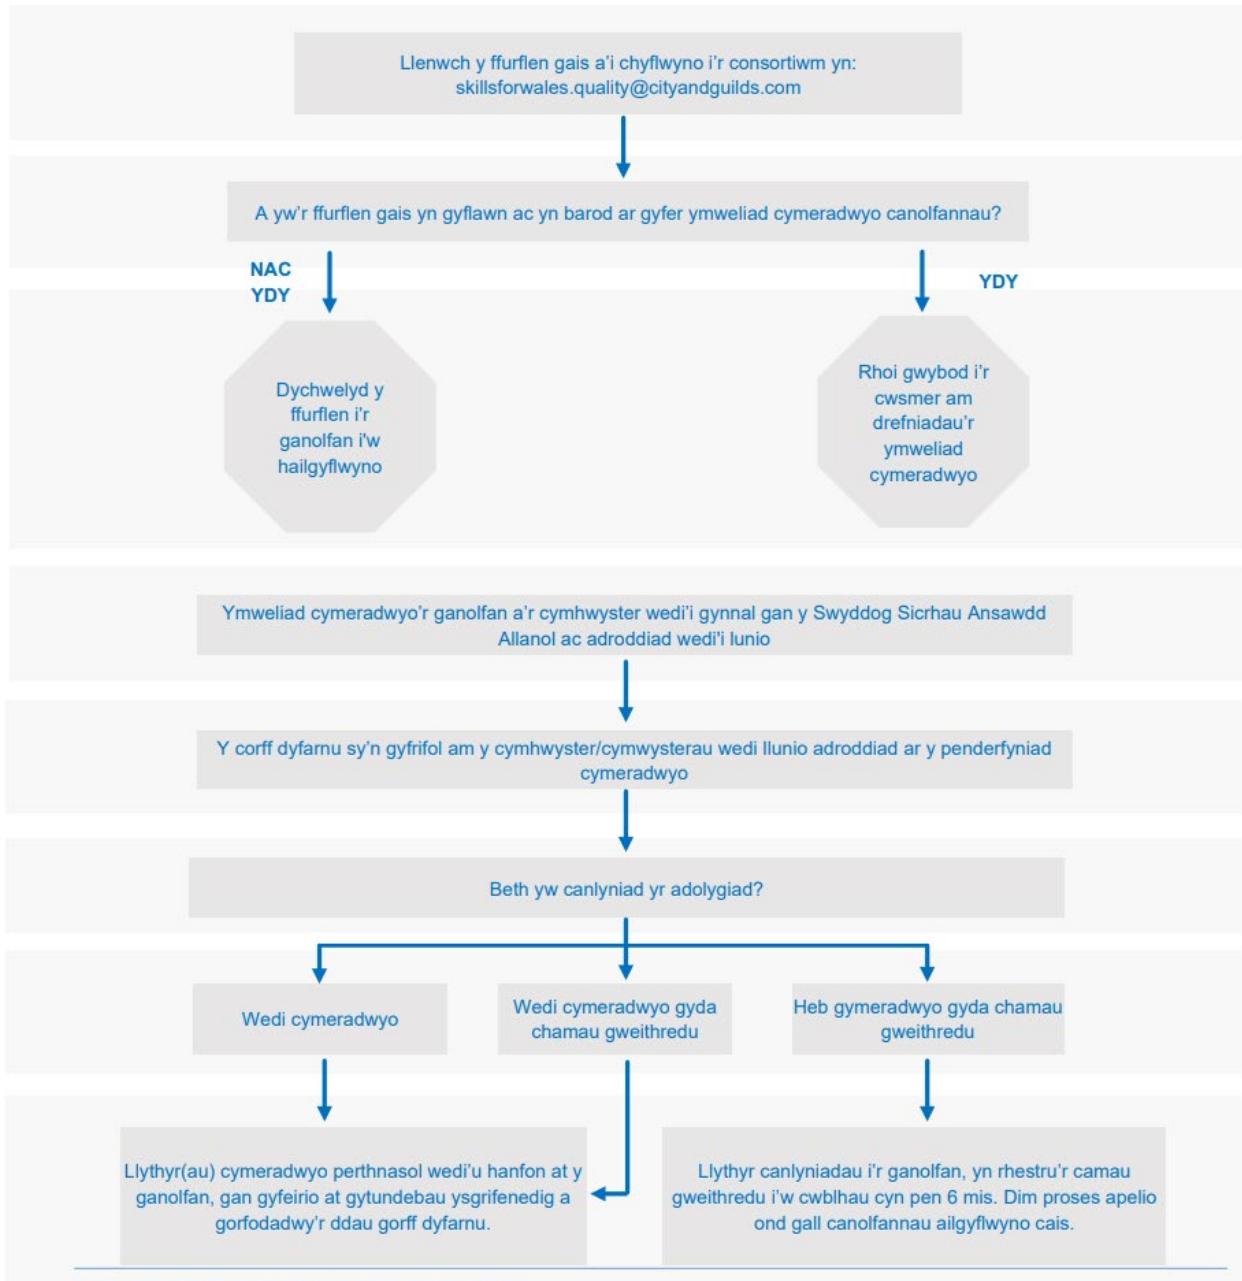 Llenwch y ffurflen gais a'i chyflwyno i'r consortiwm yn:
skillsforwales.quality@cityandguilds.com
A yw'r ffurflen gais yn gyflawn ac yn barod ar gyfer ymweliad cymeradwyo canolfannau?
NAC
YDY
YDY
Dychwelyd y
ffurflen i'r
ganolfan i'w
hailgyflwyno
Rhoi gwybod i'r
cwsmer am
drefniadau'r
ymweliad
cymeradwyo
Ymweliad cymeradwyo'r ganolfan a'r cymhwyster wedi'i gynnal gan y Swyddog Sicrhau Ansawdd
Allanol ac adroddiad wedi'i lunio
Y corff dyfarnu sy'n gyfrifol am y cymhwyster/cymwysterau wedi llunio adroddiad ar y penderfyniad
cymeradwyo
Beth yw canlyniad yr adolygiad?
Wedi cymeradwyo
Wedi cymeradwyo gyda
chamau gweithredu
Heb gymeradwyo gyda chamau
gweithredu
Llythyr(au) cymeradwyo perthnasol wedi'u hanfon at y
ganolfan, gan gyfeirio at gytundebau ysgrifenedig a
gorfodadwy'r ddau gorff dyfarnu.
Llythyr canlyniadau i'r ganolfan, yn rhestru'r camau
gweithredu i'w cwblhau cyn pen 6 mis. Dim proses apelio
ond gall canolfannau ailgyflwyno cais.